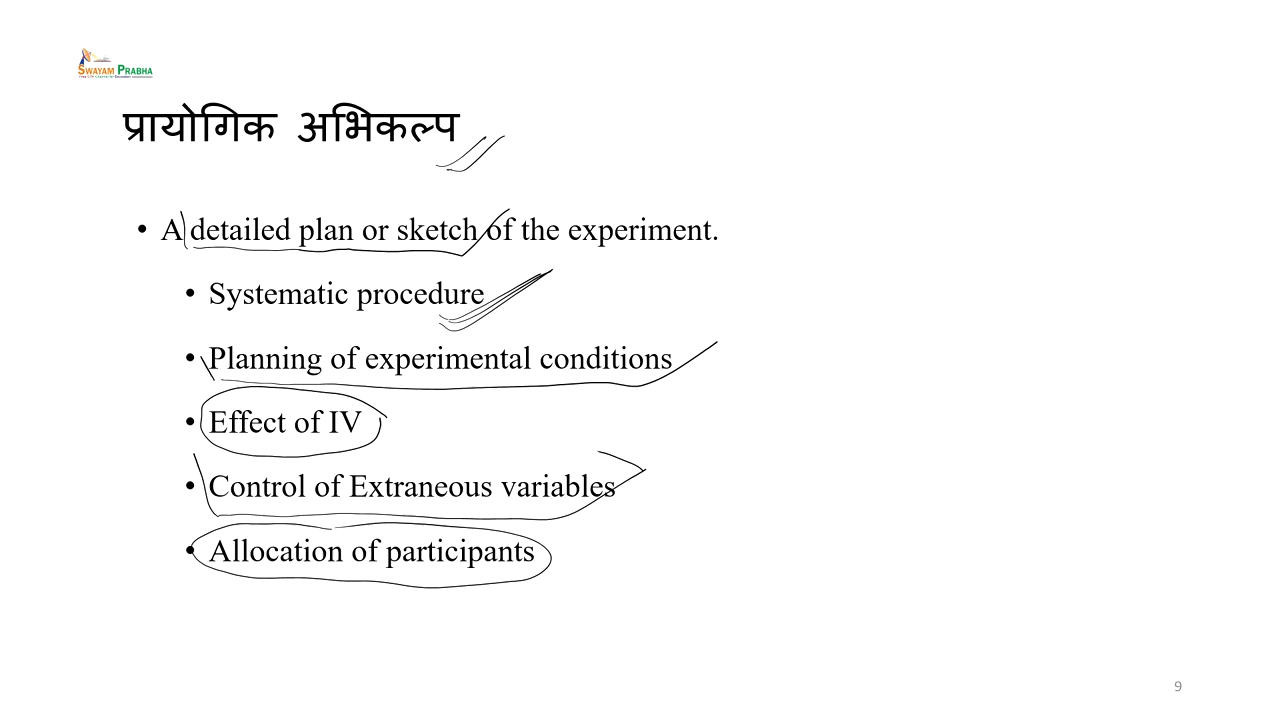 SWAYAM PRABHA
प्रायोगिक अभिकल्प
• A detailed plan or sketch of the experiment.
• Systematic procedure
• Planning of experimental conditions
• Effect of IV
• Control of Extraneous variables
• Allocation of participants
9